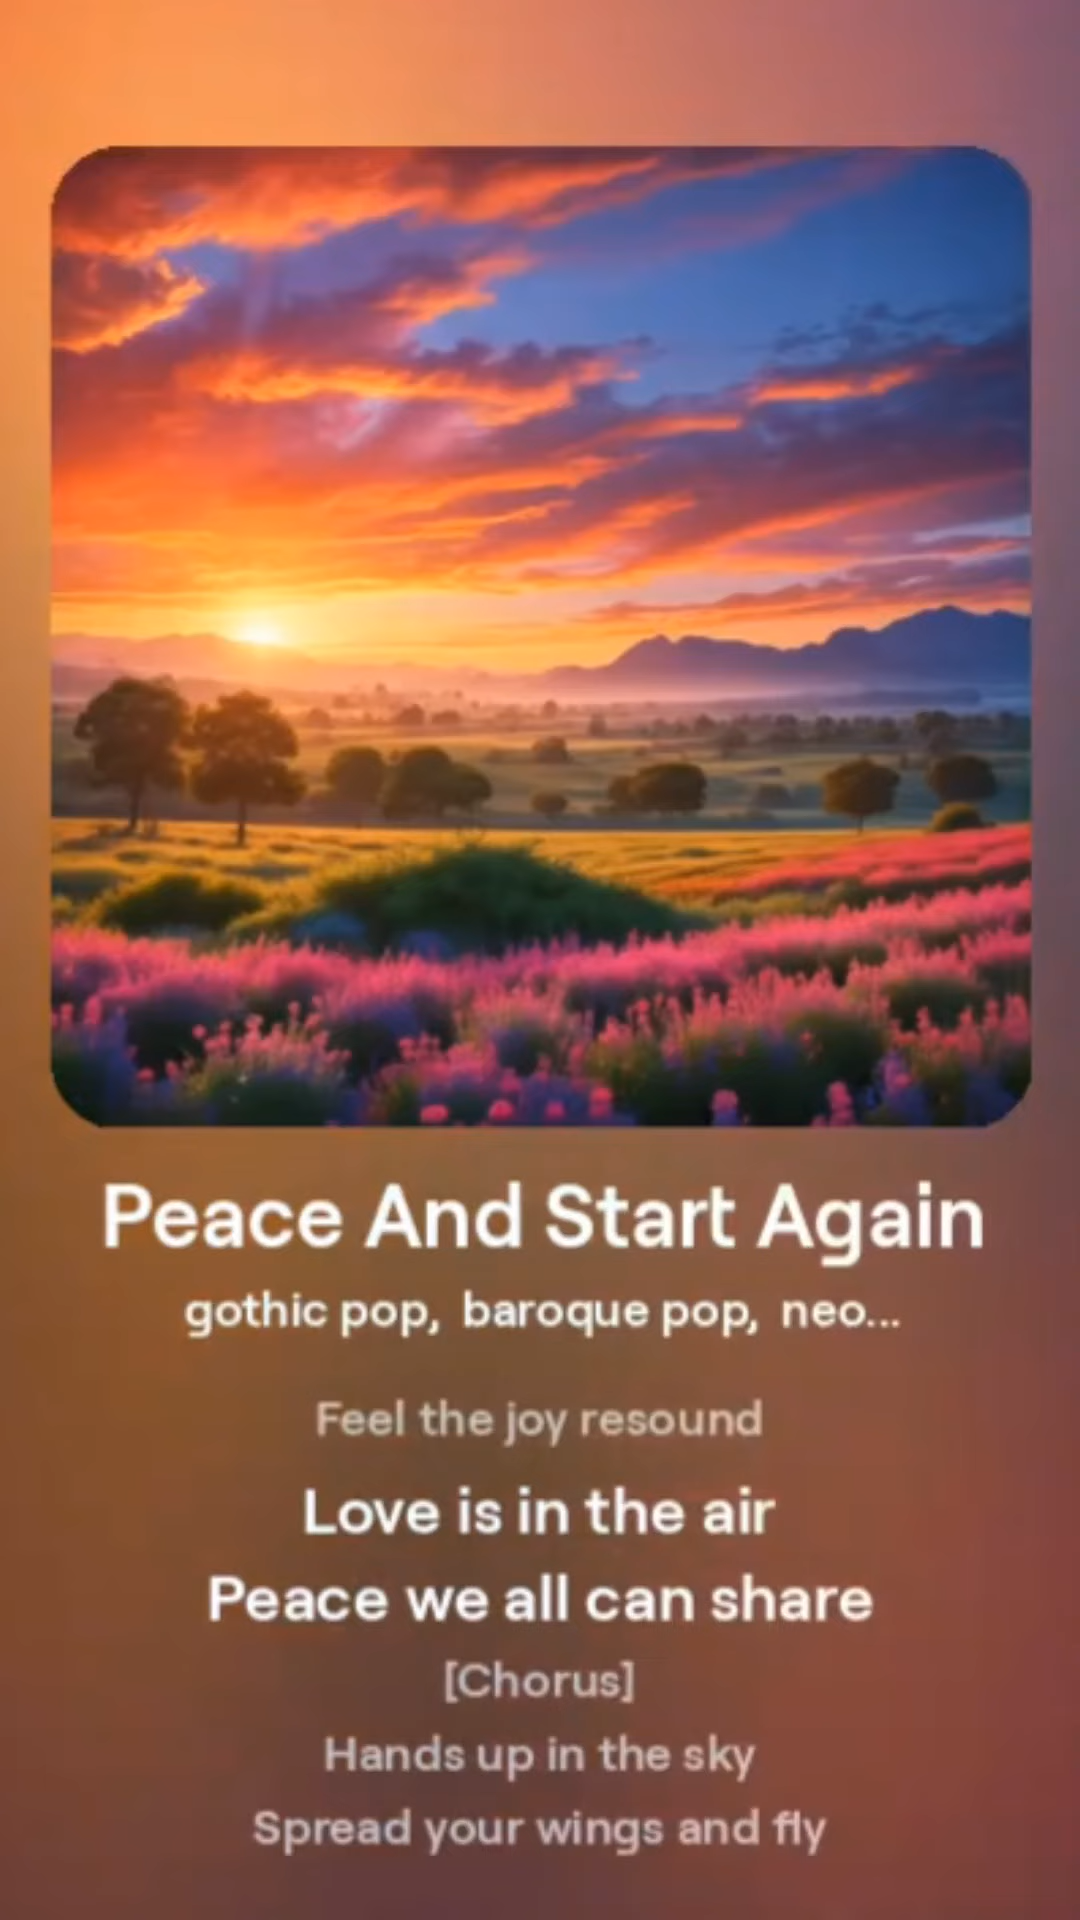 Peace And Start Again
gothic pop, baroque pop, neo...
Feel the joy resound
Love is in the air
Peace we all can share
[Chorus]
Hands up in the sky
Spread your wings and fly